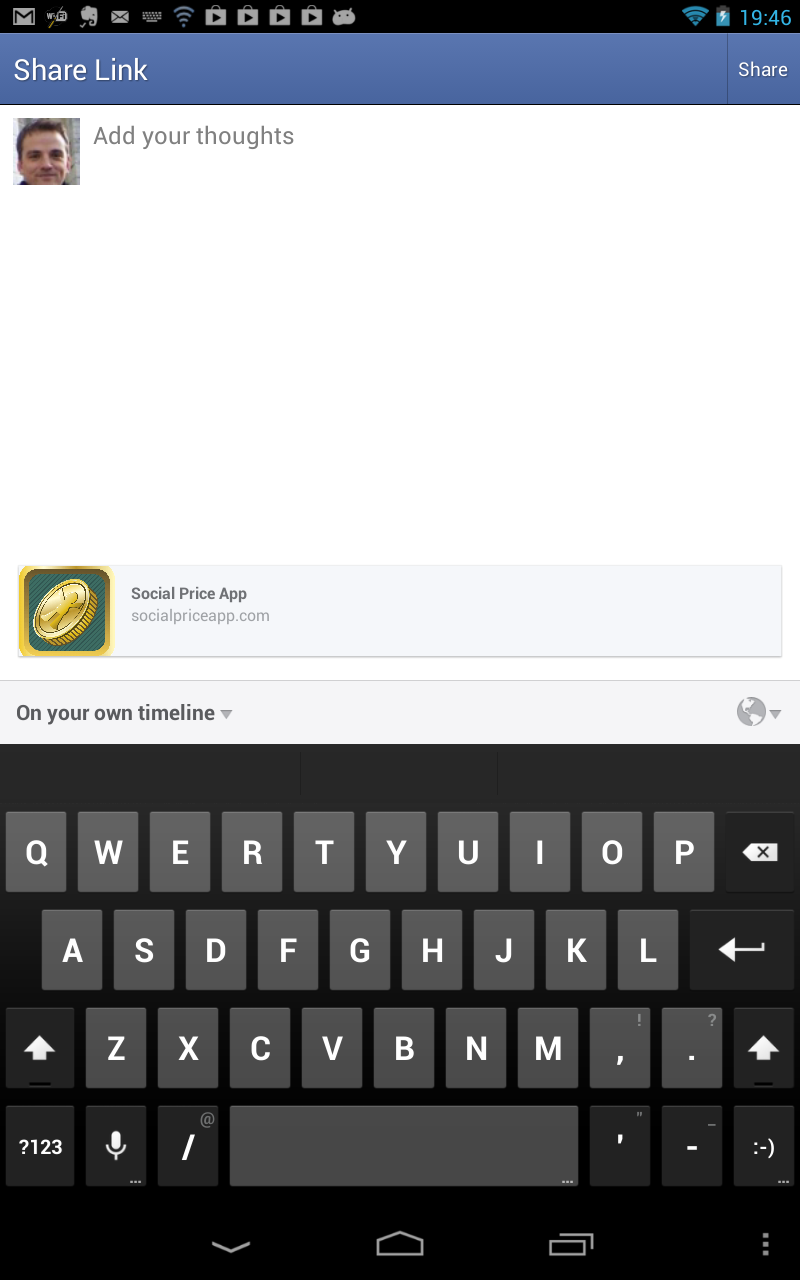 19:46
Share Link
Share
Add your thoughts
Social Price App
socialpriceapp.com
On your own timeline
Q W E R T Y U I O P
A S D F G H J K L
! ?
Z X C V B N M , .
@ " _
?123 / ' - :-)